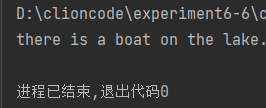 D:\clioncode\experiment6-6\c
there is a boat on the lake.
进程已结束,退出代码0